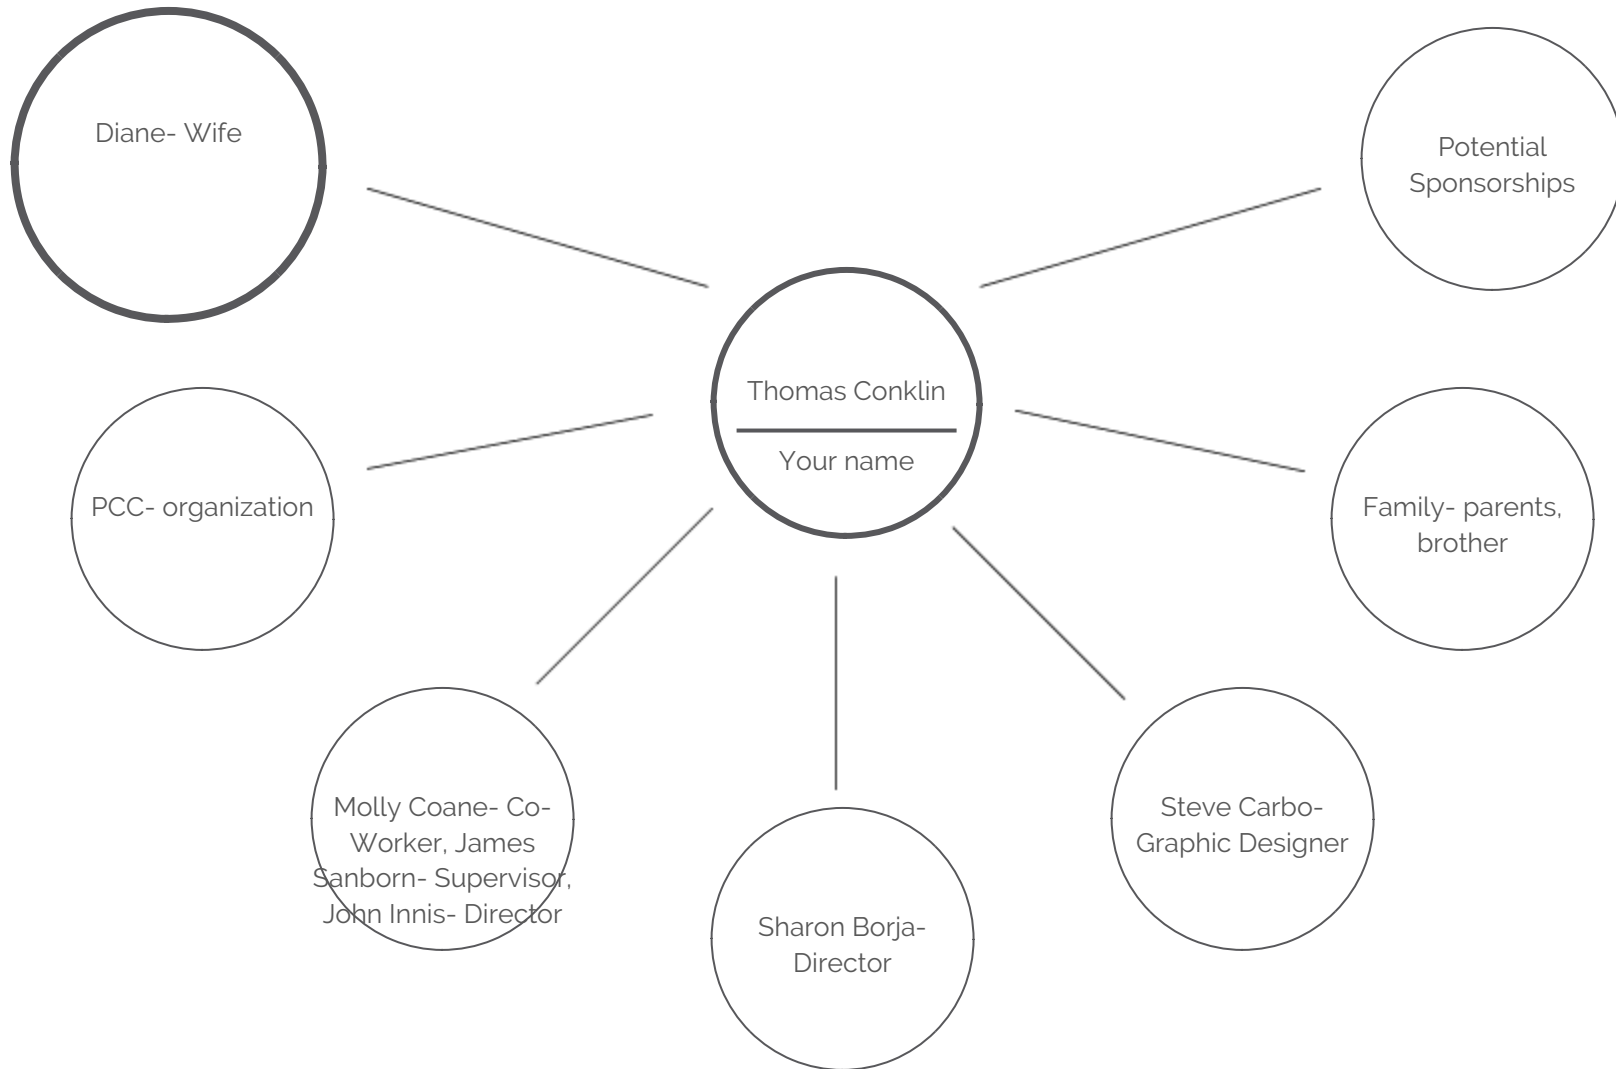 Diane- Wife
Potential
Sponsorships
Thomas Conklin
Your name
PCC- organization
Family- parents,
brother
Molly Coane- Co-
Worker, James
Sanborn- Supervisor,
John Innis- Director
Sharon Borja-
Director
Steve Carbo-
Graphic Designer